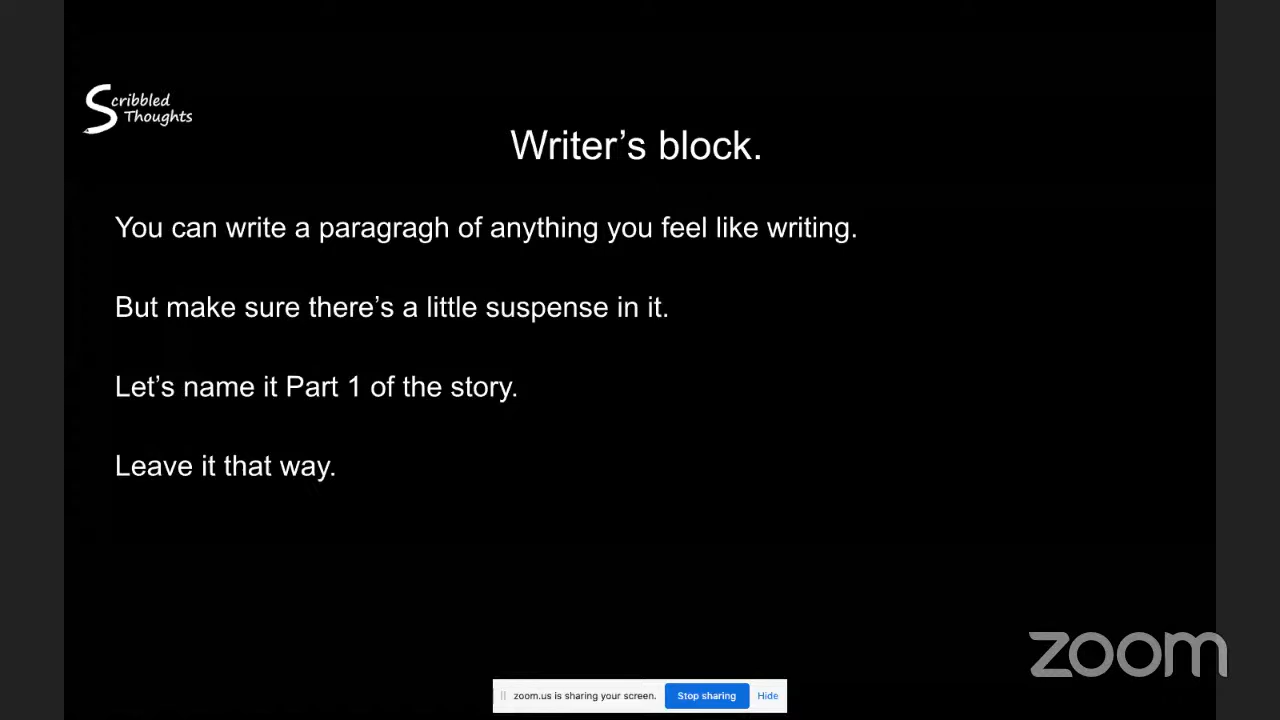 Scribbled
Thoughts
Writer's block.
You can write a paragragh of anything you feel like writing.
But make sure there's a little suspense in it.
Let's name it Part 1 of the story.
Leave it that way.
zoom
zoom.us is sharing your screen. Stop sharing Hide